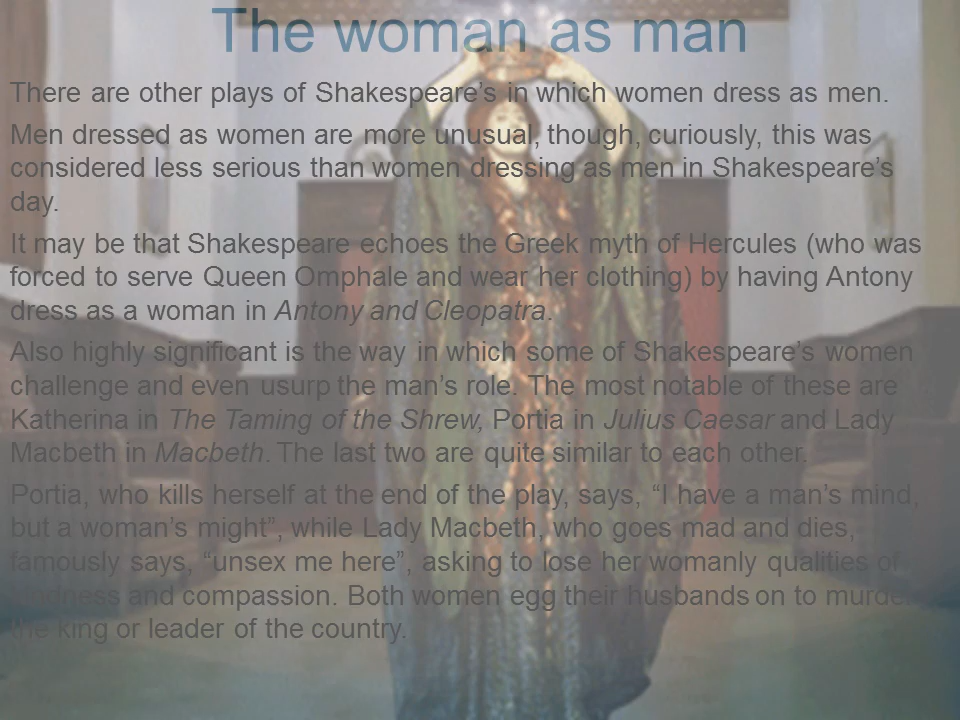 The woman as man
There are other plays of Shakespeare’s in which women dress as men.
Men dressed as women are more unusual, though, curiously, this was
considered less serious than women dressing as men in Shakespeare’s
day.
It may be that Shakespeare echoes the Greek myth of Hercules (who was
forced to serve Queen Omphale and wear her clothing) by having Antony
dress as a woman in Antony and Cleopatra.
Also highly significant is the way in which some of Shakespeare’s women
challenge and even usurp the man’s role. The most notable of these are
Katherina in The Taming of the Shrew, Portia in Julius Caesar and Lady
Macbeth in Macbeth. The last two are quite similar to each other.
Portia, who kills herself at the end of the play, says, “I have a man’s mind,
but a woman’s might”, while Lady Macbeth, who goes mad and dies,
famously says, “unsex me here”, asking to lose her womanly qualities of
kindness and compassion. Both women egg their husbands on to murder
the king or leader of the country.